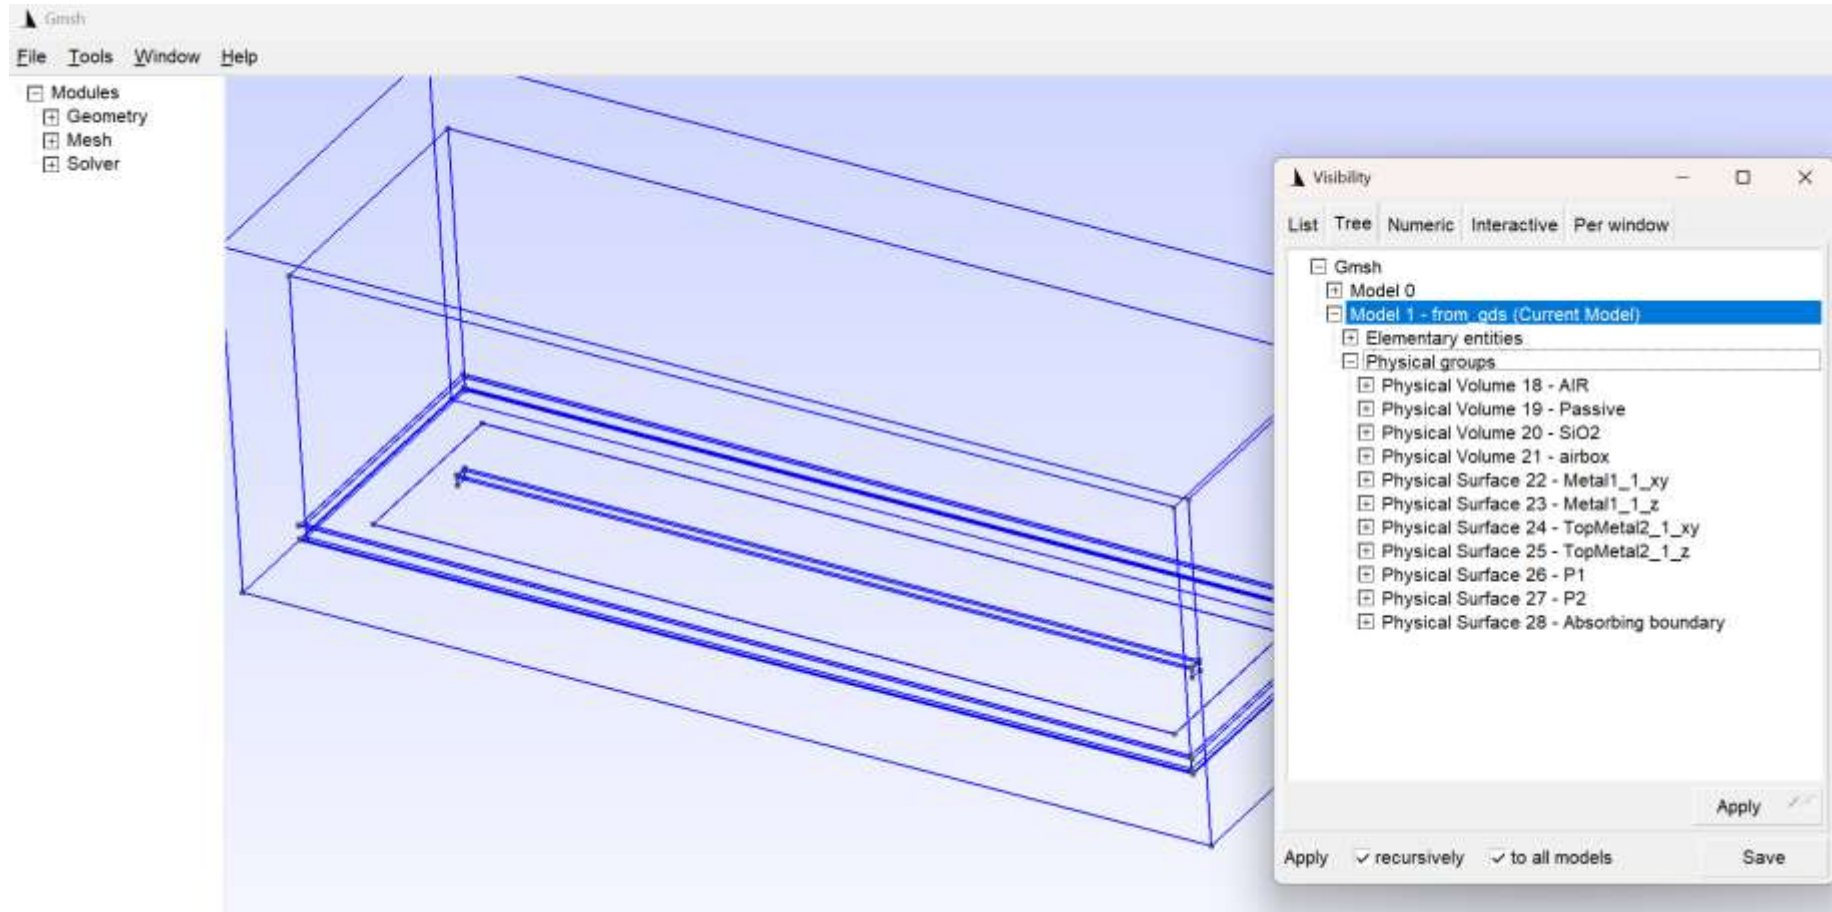 Gmsh
File Tools Window Help
Modules
Geometry
Mesh
Solver
Visibility
List Tree Numeric Interactive Per window
Gmsh
Model 0
Model 1 - from .gds (Current Model)
Elementary entities
Physical groups
Physical Volume 18 - AIR
Physical Volume 19 - Passive
Physical Volume 20 - SiO2
Physical Volume 21 - airbox
Physical Surface 22 - Metal1_1_xy
Physical Surface 23 - Metal1_1_z
Physical Surface 24 - TopMetal2_1_xy
Physical Surface 25 - TopMetal2_1_z
Physical Surface 26 - P1
Physical Surface 27 - P2
Physical Surface 28 - Absorbing boundary
Apply
Apply recursively to all models Save